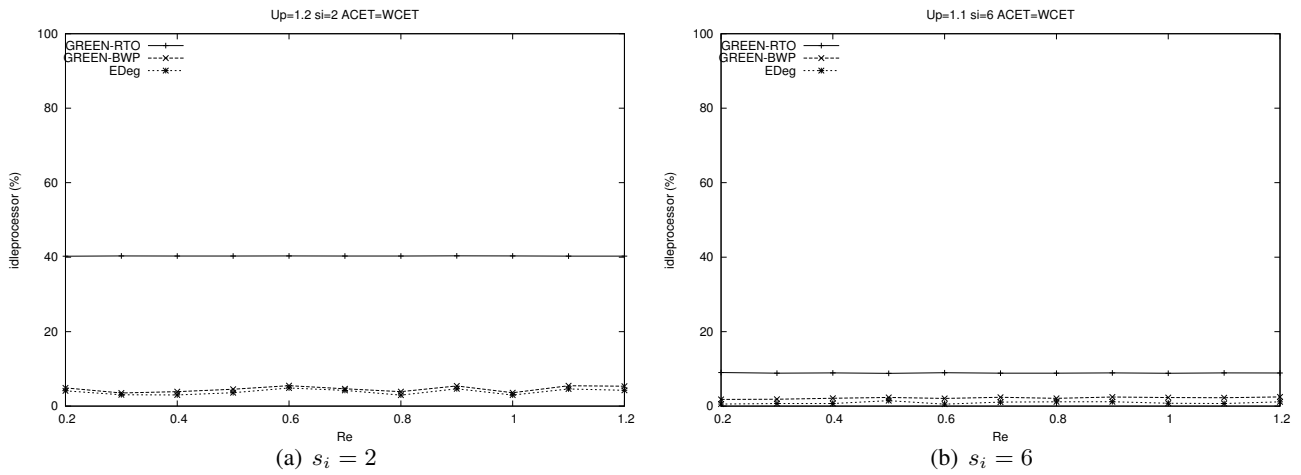 Up=1.2 si=2 ACET=WCET
100
80
60
40
20
0
idleprocessor (%)
GREEN-RTO
GREEN-BWP
EDeg
0.2 0.4 0.6 0.8 1 1.2
Re
(a) s_i = 2
Up=1.1 si=6 ACET=WCET
100
80
60
40
20
0
idleprocessor (%)
GREEN-RTO
GREEN-BWP
EDeg
0.2 0.4 0.6 0.8 1 1.2
Re
(b) s_i = 6